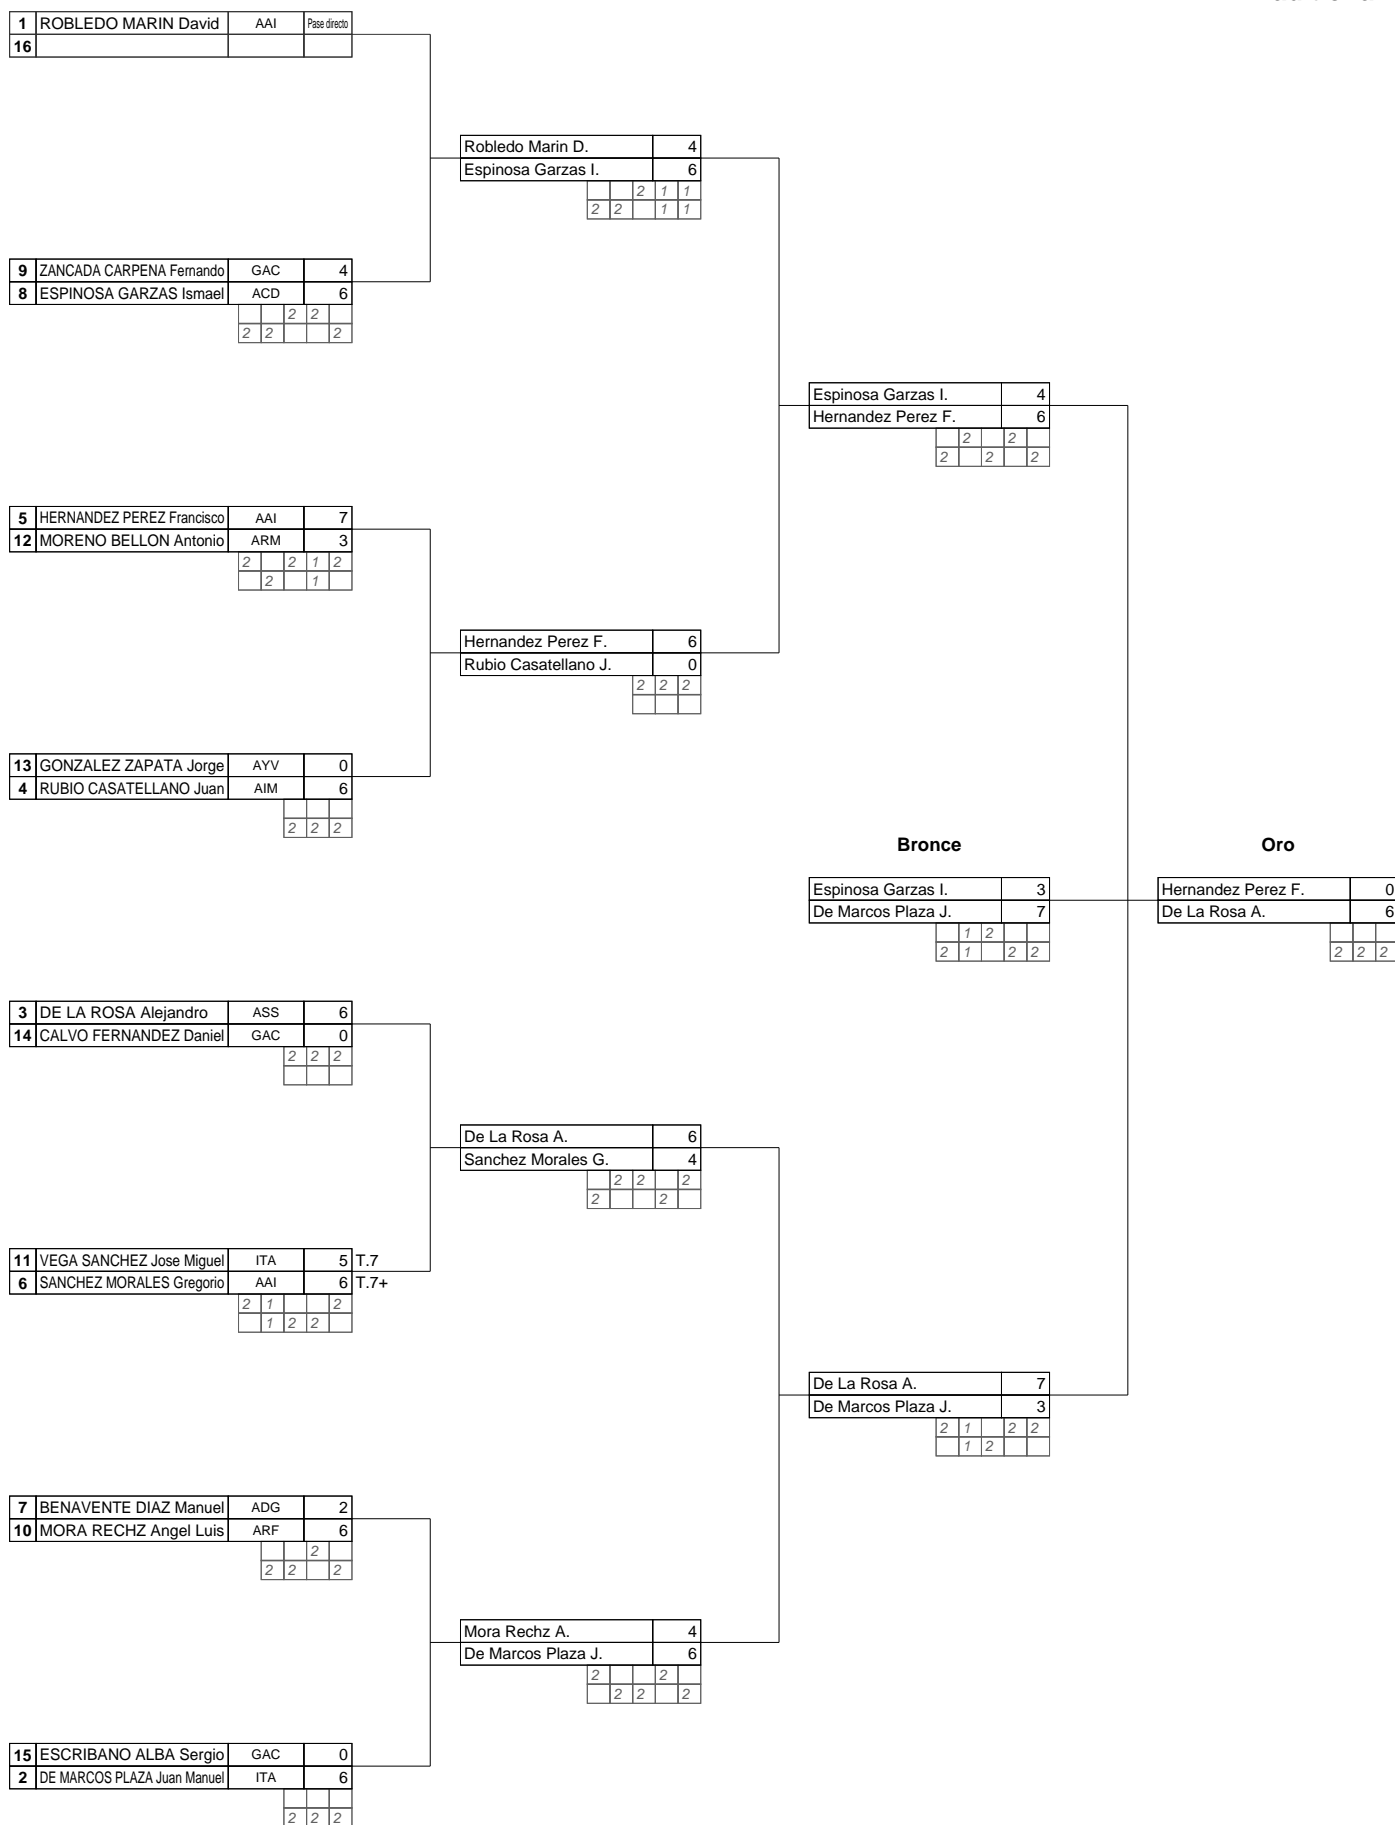 1 ROBLEDO MARIN David AAI Pase directo
16
Robledo Marin D. 4
Espinosa Garzas I. 6
2 1 1
2 2 1 1
9 ZANCADA CARPENA Fernando GAC 4
8 ESPINOSA GARZAS Ismael ACD 6
2 2
2 2 2
Espinosa Garzas I. 4
Hernandez Perez F. 6
2 2
2 2 2
5 HERNANDEZ PEREZ Francisco AAI 7
12 MORENO BELLON Antonio ARM 3
2 2 1 2
2 1
Hernandez Perez F. 6
Rubio Casatellano J. 0
2 2 2
13 GONZALEZ ZAPATA Jorge AYV 0
4 RUBIO CASATELLANO Juan AIM 6
2 2 2
Bronce Oro
Espinosa Garzas I. 3 Hernandez Perez F. 0
De Marcos Plaza J. 7 De La Rosa A. 6
1 2
2 1 2 2 2 2 2
3 DE LA ROSA Alejandro ASS 6
14 CALVO FERNANDEZ Daniel GAC 0
2 2 2
De La Rosa A. 6
Sanchez Morales G. 4
2 2 2
2 2
11 VEGA SANCHEZ Jose Miguel ITA 5 T.7
6 SANCHEZ MORALES Gregorio AAI 6 T.7+
2 1 2
1 2 2
De La Rosa A. 7
De Marcos Plaza J. 3
2 1 2 2
1 2
7 BENAVENTE DIAZ Manuel ADG 2
10 MORA RECHZ Angel Luis ARF 6
2
2 2 2
Mora Rechz A. 4
De Marcos Plaza J. 6
2 2
2 2 2
15 ESCRIBANO ALBA Sergio GAC 0
2 DE MARCOS PLAZA Juan Manuel ITA 6
2 2 2